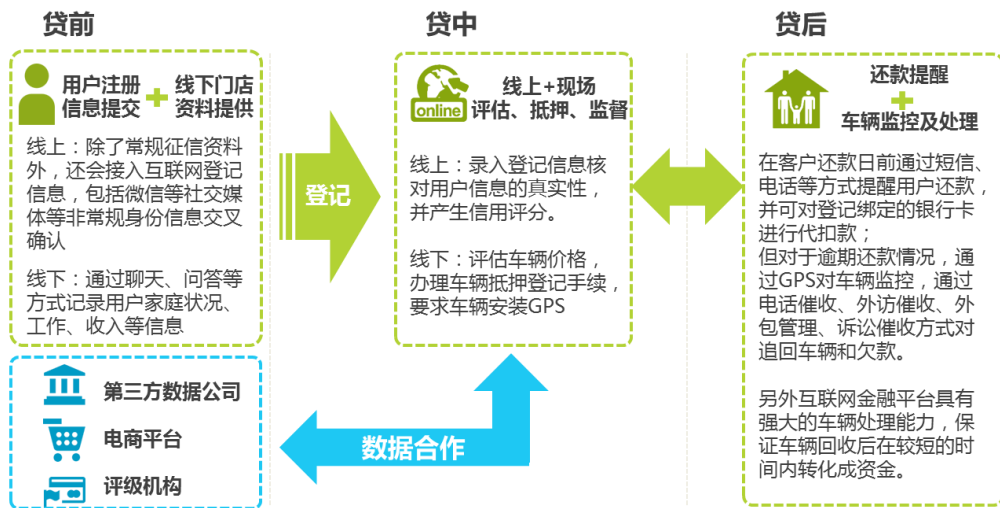 贷前
用户注册
信息提交
线下门店
资料提供
线上：除了常规征信资料
外，还会接入互联网登记
信息，包括微信等社交媒
体等非常规身份信息交叉
确认
线下：通过聊天、问答等
方式记录用户家庭状况、
工作、收入等信息
第三方数据公司
电商平台
评级机构
登记
数据合作
贷中
online
线上+现场
评估、抵押、监督
线上：录入登记信息核
对用户信息的真实性，
并产生信用评分。
线下：评估车辆价格，
办理车辆抵押登记手续，
要求车辆安装GPS
贷后
还款提醒
车辆监控及处理
在客户还款日前通过短信、
电话等方式提醒用户还款，
并可对登记绑定的银行卡
进行代扣款；
但对于逾期还款情况，通
过GPS对车辆监控，通过
电话催收、外访催收、外
包管理、诉讼催收方式对
追回车辆和欠款。
另外互联网金融平台具有
强大的车辆处理能力，保
证车辆回收后在较短的时
间内转化成资金。